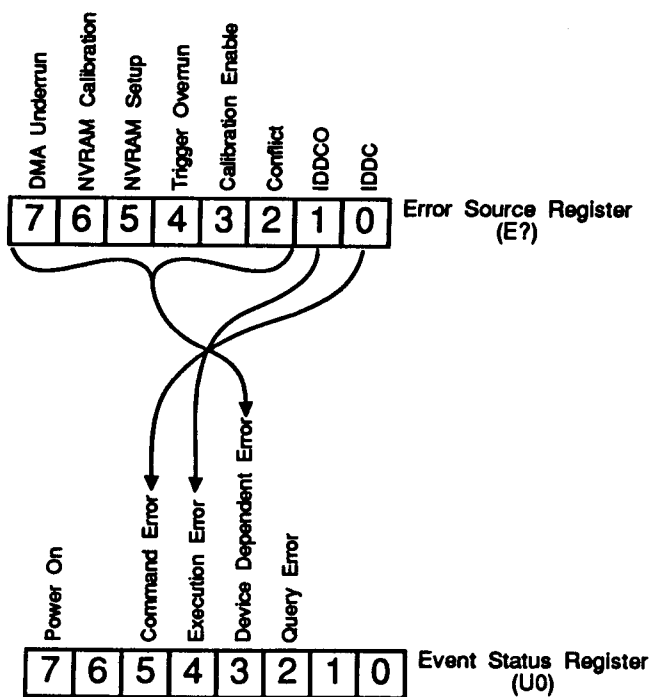 DMA Underrun
NVRAM Calibration
NVRAM Setup
Trigger Overrun
Calibration Enable
Conflict
IDDCO
IDDC
7 6 5 4 3 2 1 0
Error Source Register
(E?)
Power On
Command Error
Execution Error
Device Dependent Error
Query Error
7 6 5 4 3 2 1 0
Event Status Register
(U0)